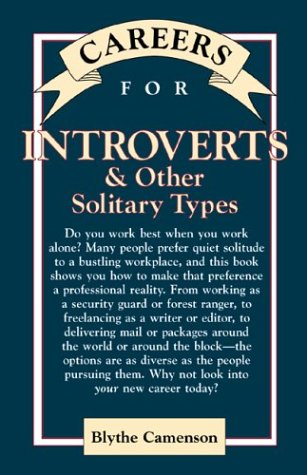 CAREERS
FOR
INTROVERTS
& Other
Solitary Types
Do you work best when you work
alone? Many people prefer quiet solitude
to a bustling workplace, and this book
shows you how to make that preference
a professional reality. From working as
a security guard or forest ranger, to
freelancing as a writer or editor, to
delivering mail or packages around
the world or around the block—the
options are as diverse as the people
pursuing them. Why not look into
your new career today?
Blythe Camenson